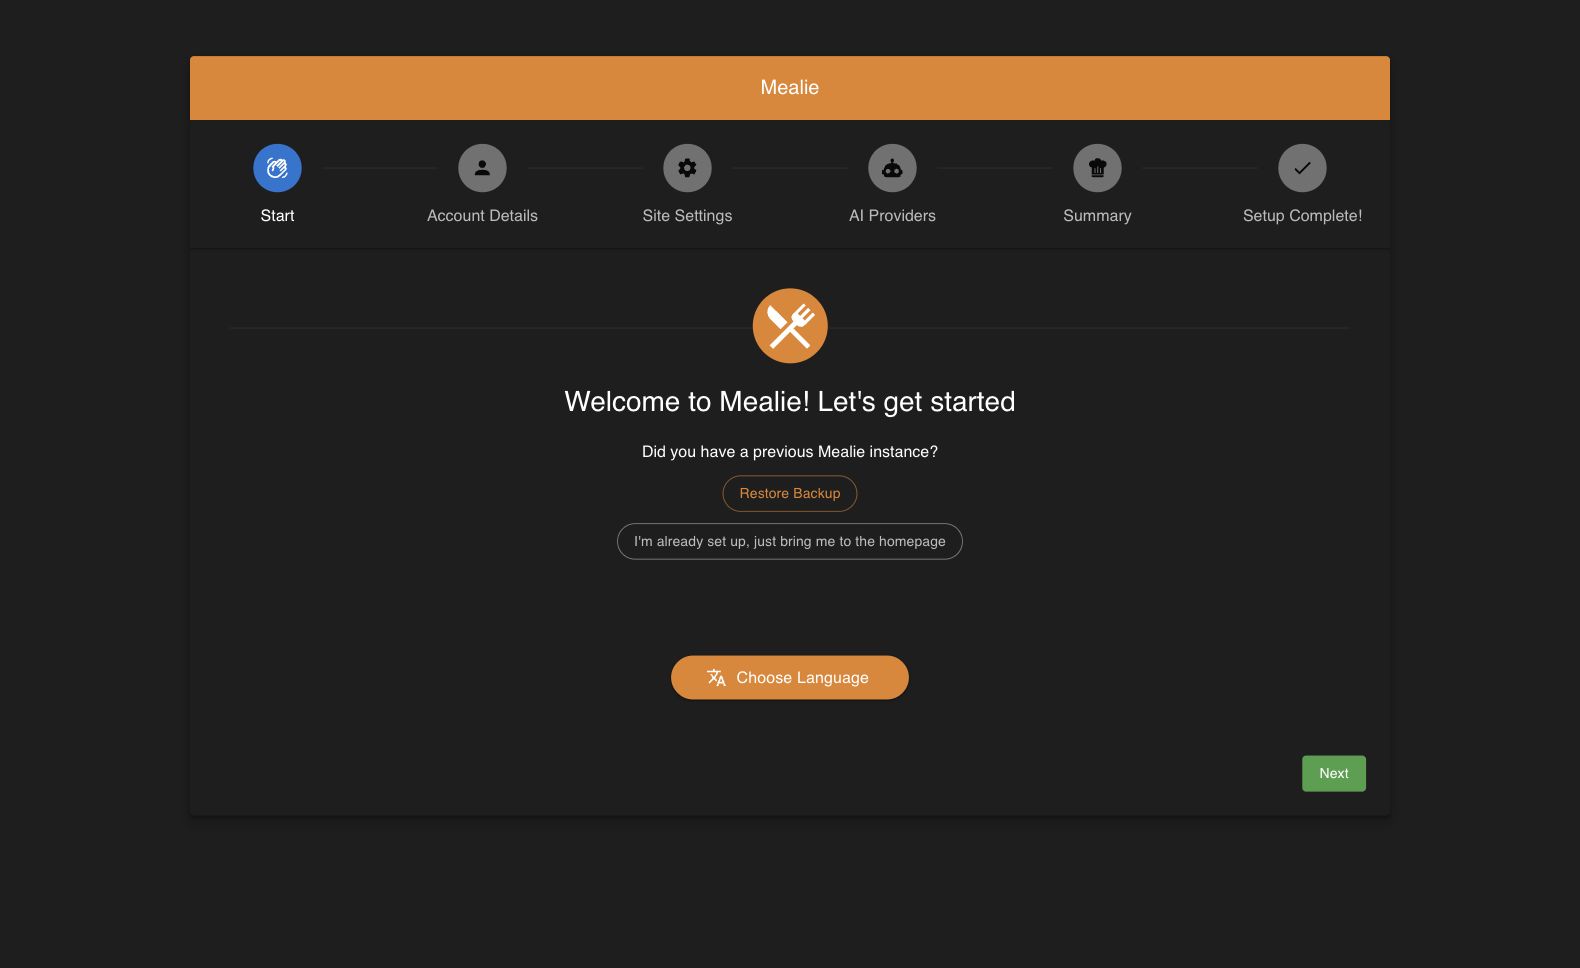 Mealie
Start
Account Details
Site Settings
AI Providers
Summary
Setup Complete!
Welcome to Mealie! Let's get started
Did you have a previous Mealie instance?
Restore Backup
I'm already set up, just bring me to the homepage
Choose Language
Next